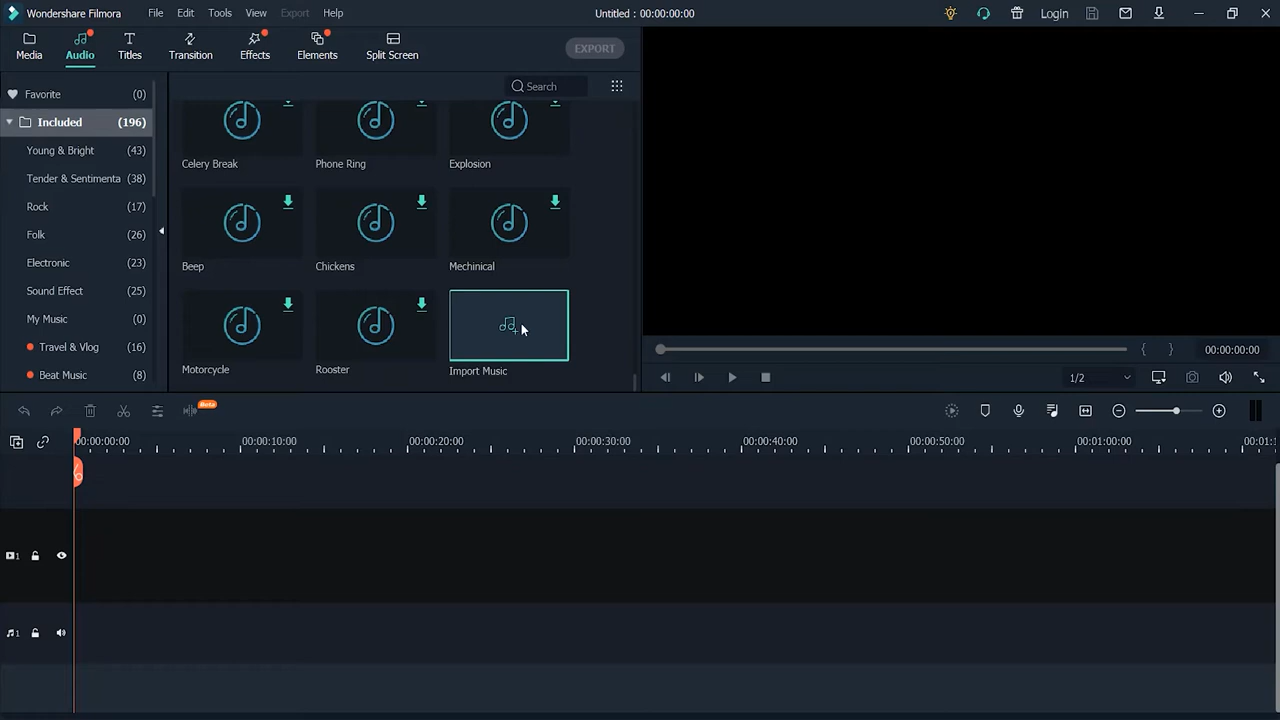 Wondershare Filmora File Edit Tools View Export Help Untitled : 00:00:00:00 Login
Media Audio Titles Transition Effects Elements Split Screen EXPORT
Favorite (0)
Search
Included (196)
Young & Bright (43)
Tender & Sentimenta (38)
Rock (17)
Folk (26)
Electronic (23)
Sound Effect (25)
My Music (0)
Travel & Vlog (16)
Beat Music (8)
Celery Break Phone Ring Explosion
Beep Chickens Mechinical
Motorcycle Rooster Import Music
{ } 00:00:00:00
1/2
Beta
00:00:00:00 00:00:10:00 00:00:20:00 00:00:30:00 00:00:40:00 00:00:50:00 00:01:00:00 00:01:1
1
1